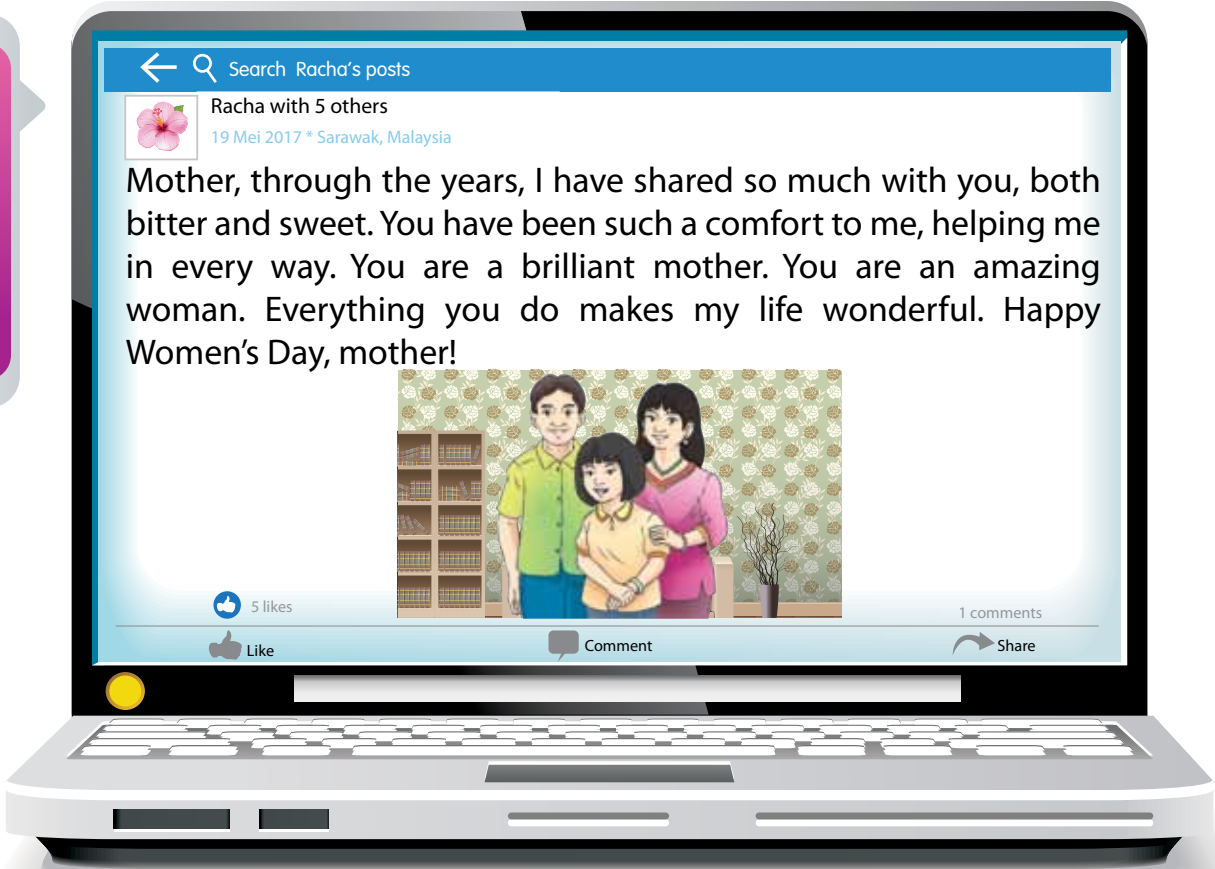 Search Racha's posts
Racha with 5 others
19 Mei 2017 * Sarawak, Malaysia
Mother, through the years, I have shared so much with you, both
bitter and sweet. You have been such a comfort to me, helping me
in every way. You are a brilliant mother. You are an amazing
woman. Everything you do makes my life wonderful. Happy
Women's Day, mother!
5 likes
1 comments
Like
Comment
Share